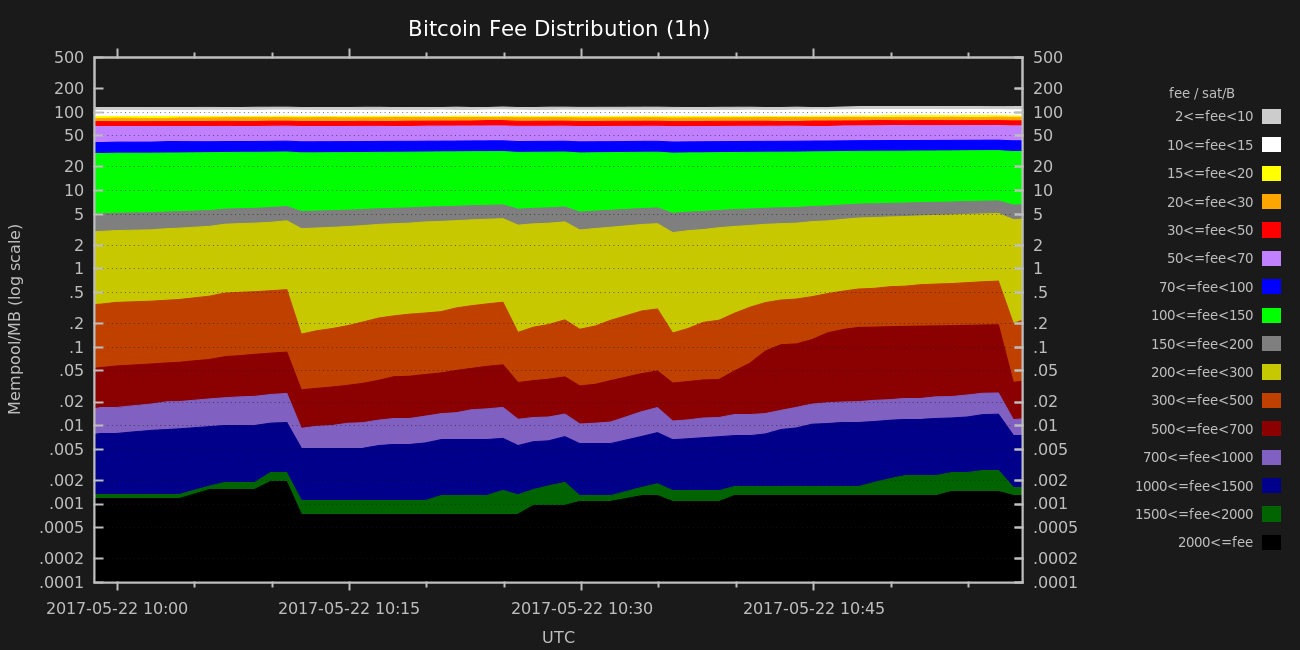 Bitcoin Fee Distribution (1h)
Mempool/MB (log scale)
500
200
100
50
20
10
5
2
1
.5
.2
.1
.05
.02
.01
.005
.002
.001
.0005
.0002
.0001
500
200
100
50
20
10
5
2
1
.5
.2
.1
.05
.02
.01
.005
.002
.001
.0005
.0002
.0001
2017-05-22 10:00 2017-05-22 10:15 2017-05-22 10:30 2017-05-22 10:45
UTC
fee / sat/B
2<=fee<10
10<=fee<15
15<=fee<20
20<=fee<30
30<=fee<50
50<=fee<70
70<=fee<100
100<=fee<150
150<=fee<200
200<=fee<300
300<=fee<500
500<=fee<700
700<=fee<1000
1000<=fee<1500
1500<=fee<2000
2000<=fee